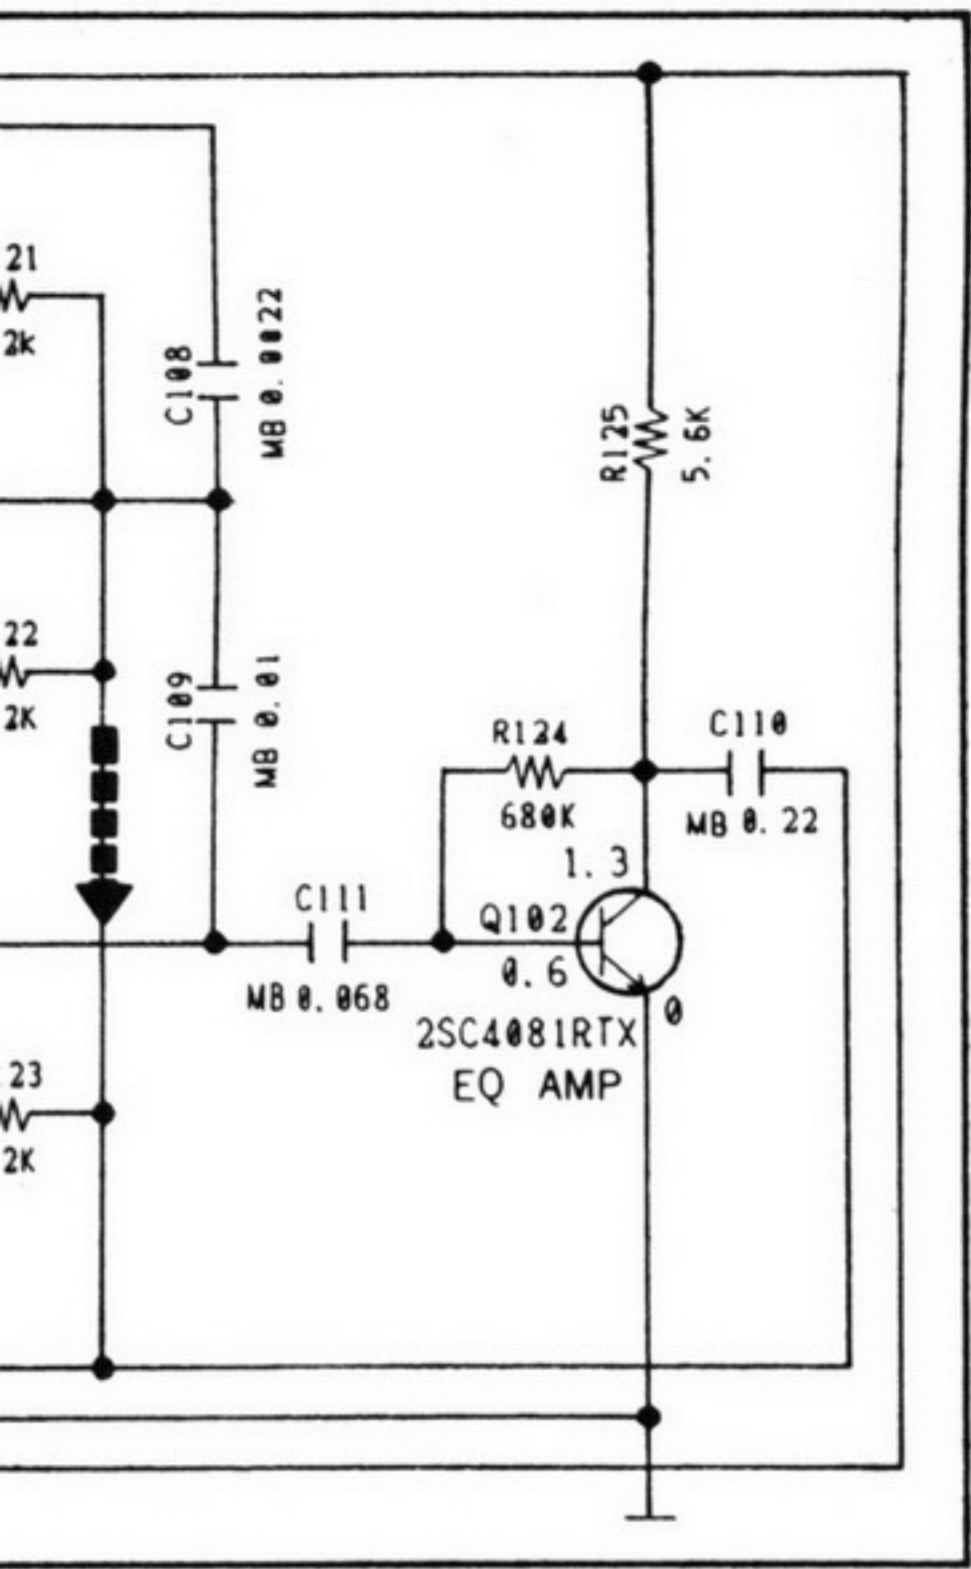 21
2k
C108
MB 0.0022
R125
5.6K
22
2K
C109
MB 0.01
R124
680K
C110
MB 0.22
1.3
C111
MB 0.068
Q102
0.6
0
2SC4081RTX
EQ AMP
23
2K